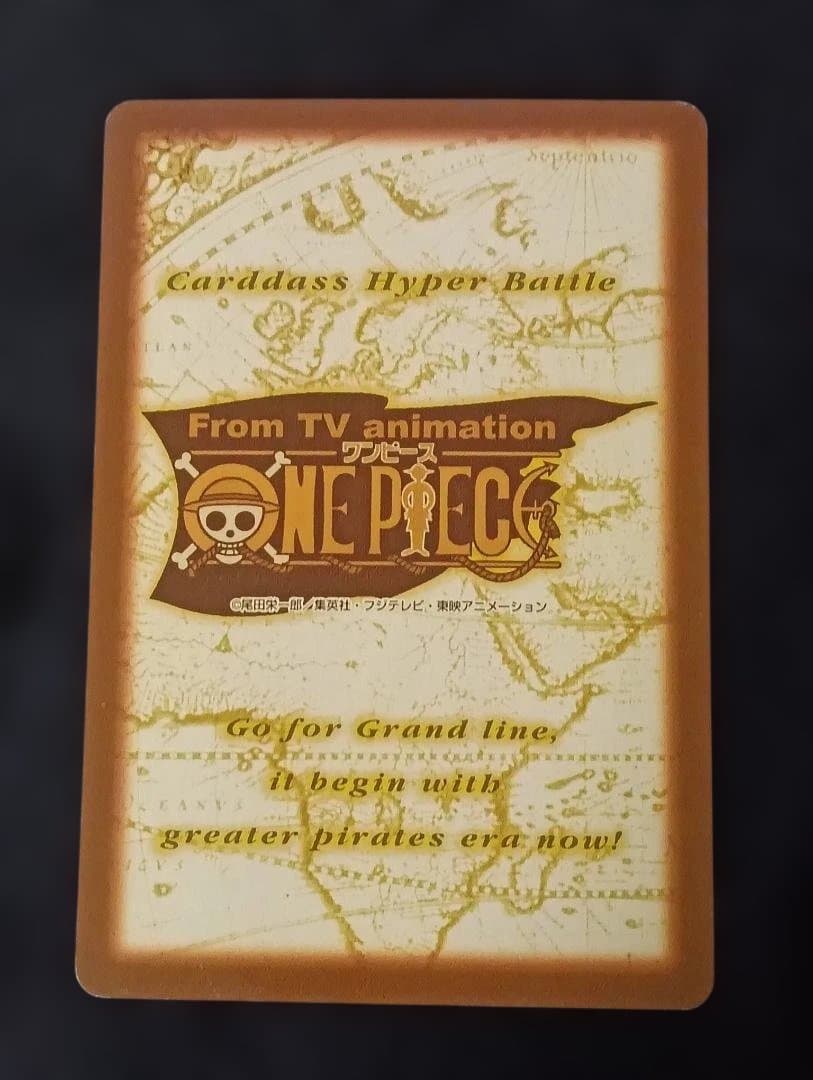 Septentrio
Carddass Hyper Battle
From TV animation
ワンピース
ONE PIECE
©尾田栄一郎／集英社・フジテレビ・東映アニメーション
Go for Grand line,
it begin with
greater pirates era now!